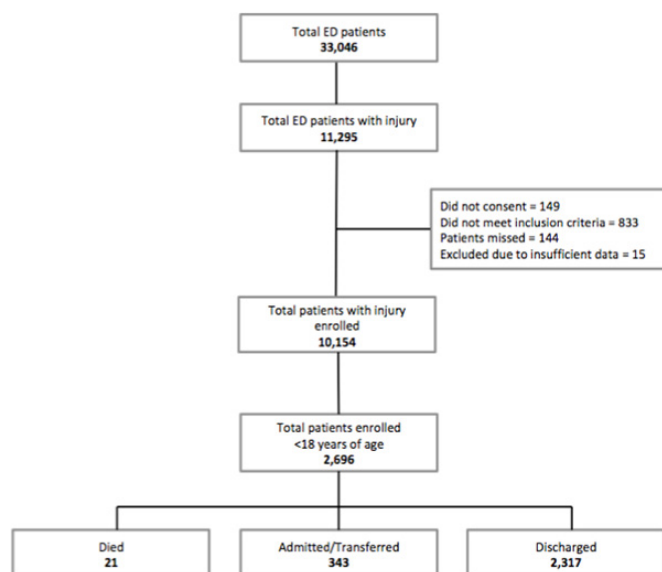 Total ED patients
33,046
Total ED patients with injury
11,295
Did not consent = 149
Did not meet inclusion criteria = 833
Patients missed = 144
Excluded due to insufficient data = 15
Total patients with injury
enrolled
10,154
Total patients enrolled
<18 years of age
2,696
Died
21
Admitted/Transferred
343
Discharged
2,317